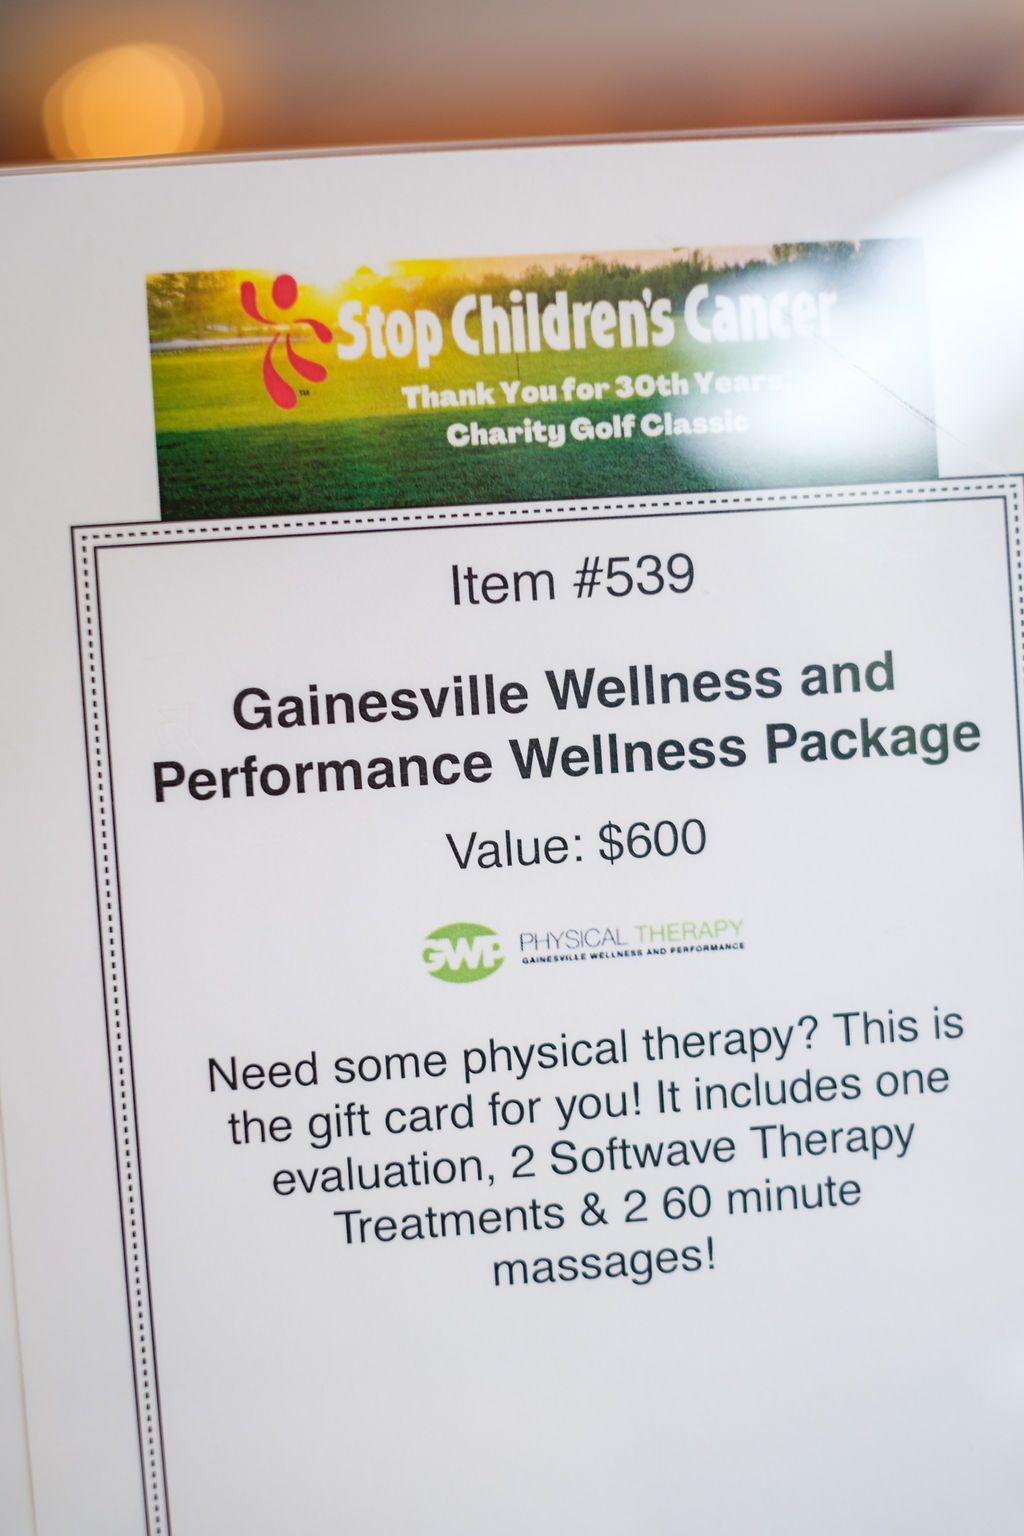 Stop Children's Cancer
TM
Thank You for 30th Years!
Charity Golf Classic
Item #539
Gainesville Wellness and
Performance Wellness Package
Value: $600
GWP PHYSICAL THERAPY
GAINESVILLE WELLNESS AND PERFORMANCE
Need some physical therapy? This is
the gift card for you! It includes one
evaluation, 2 Softwave Therapy
Treatments & 2 60 minute
massages!